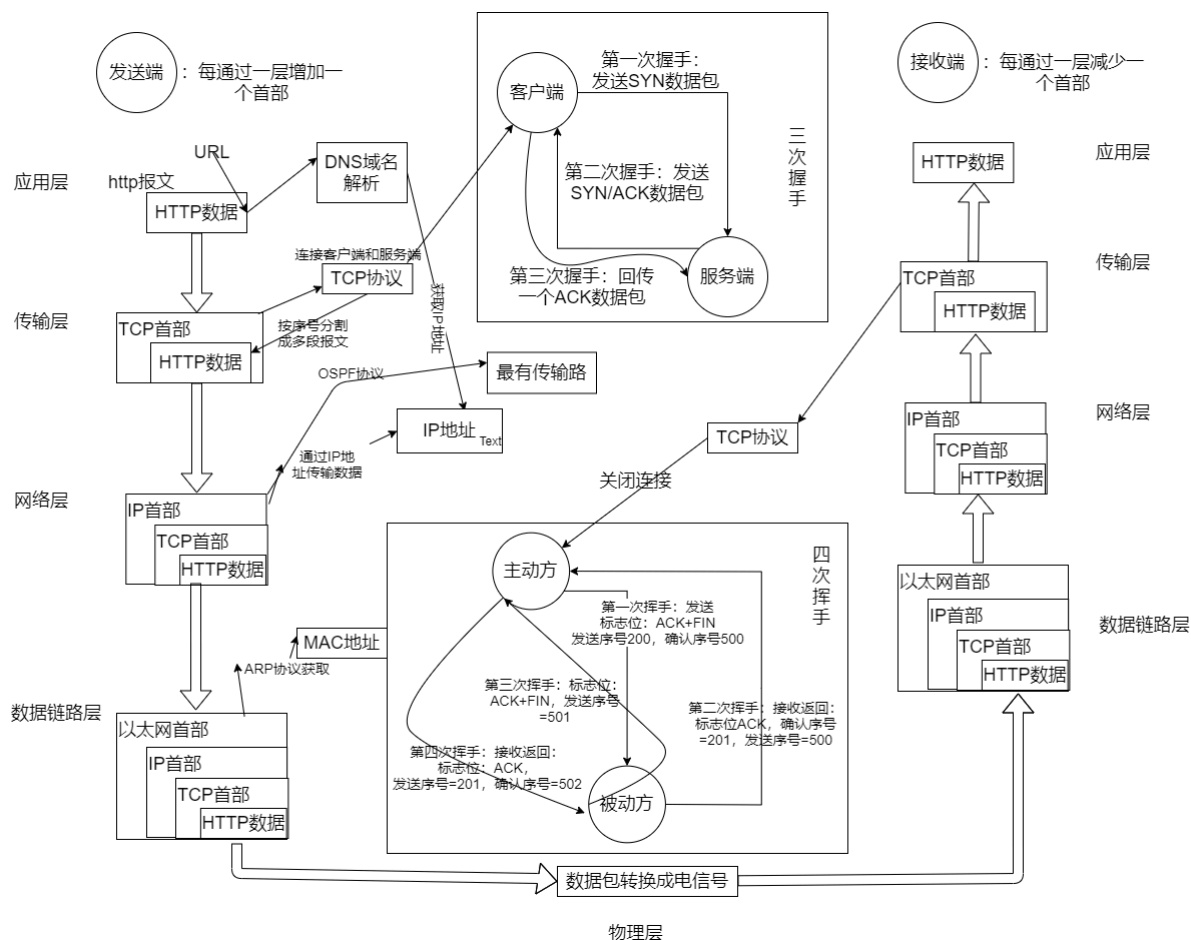 发送端
：每通过一层增加一
个首部
接收端
：每通过一层减少一
个首部
客户端
第一次握手：
发送SYN数据包
三次握手
第二次握手：发送
SYN/ACK数据包
第三次握手：回传
一个ACK数据包
服务端
URL
DNS域名
解析
应用层
http报文
HTTP数据
连接客户端和服务端
TCP协议
获取IP地址
传输层
TCP首部
HTTP数据
按序号分割
成多段报文
OSPF协议
最有传输路
IP地址
Text
通过IP地
址传输数据
网络层
IP首部
TCP首部
HTTP数据
MAC地址
ARP协议获取
数据链路层
以太网首部
IP首部
TCP首部
HTTP数据
TCP协议
关闭连接
主动方
四次挥手
第一次挥手：发送
标志位：ACK+FIN
发送序号200，确认序号500
第三次挥手：标志位：
ACK+FIN，发送序号
=501
第二次挥手：接收返回：
标志位ACK，确认序号
=201，发送序号=500
第四次挥手：接收返回：
标志位：ACK，
发送序号=201，确认序号=502
被动方
HTTP数据
应用层
TCP首部
HTTP数据
传输层
IP首部
TCP首部
HTTP数据
网络层
以太网首部
IP首部
TCP首部
HTTP数据
数据链路层
数据包转换成电信号
物理层